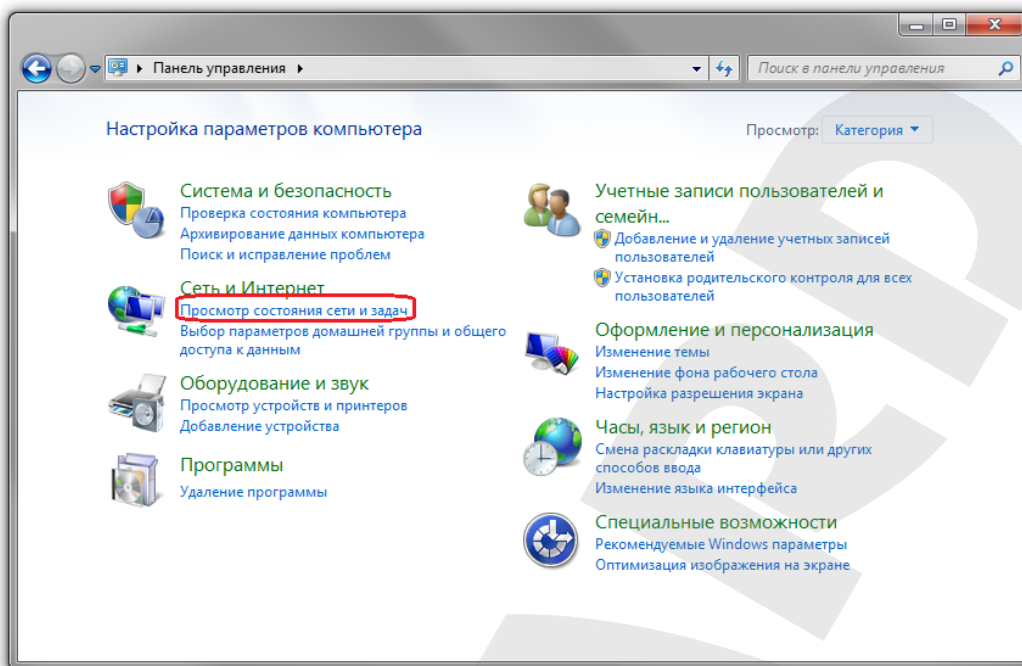 Панель управления
Поиск в панели управления
Настройка параметров компьютера
Просмотр: Категория
Система и безопасность
Проверка состояния компьютера
Архивирование данных компьютера
Поиск и исправление проблем
Сеть и Интернет
Просмотр состояния сети и задач
Выбор параметров домашней группы и общего
доступа к данным
Оборудование и звук
Просмотр устройств и принтеров
Добавление устройства
Программы
Удаление программы
Учетные записи пользователей и
семейн...
Добавление и удаление учетных записей
пользователей
Установка родительского контроля для всех
пользователей
Оформление и персонализация
Изменение темы
Изменение фона рабочего стола
Настройка разрешения экрана
Часы, язык и регион
Смена раскладки клавиатуры или других
способов ввода
Изменение языка интерфейса
Специальные возможности
Рекомендуемые Windows параметры
Оптимизация изображения на экране